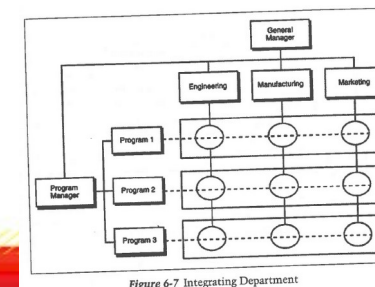 General
Manager
Engineering
Manufacturing
Marketing
Program 1
Program
Manager
Program 2
Program 3
Figure 6-7 Integrating Department